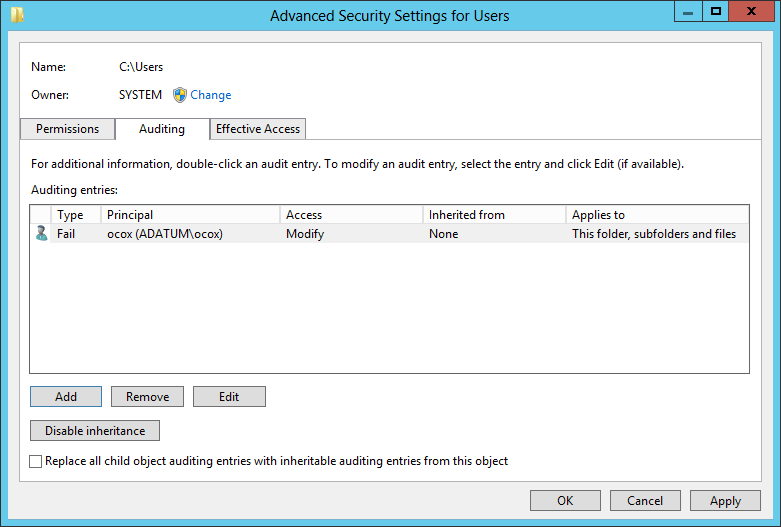 Advanced Security Settings for Users
Name: C:\Users
Owner: SYSTEM Change
Permissions Auditing Effective Access
For additional information, double-click an audit entry. To modify an audit entry, select the entry and click Edit (if available).
Auditing entries:
Type Principal Access Inherited from Applies to
Fail ocox (ADATUM\ocox) Modify None This folder, subfolders and files
Add Remove Edit
Disable inheritance
Replace all child object auditing entries with inheritable auditing entries from this object
OK Cancel Apply